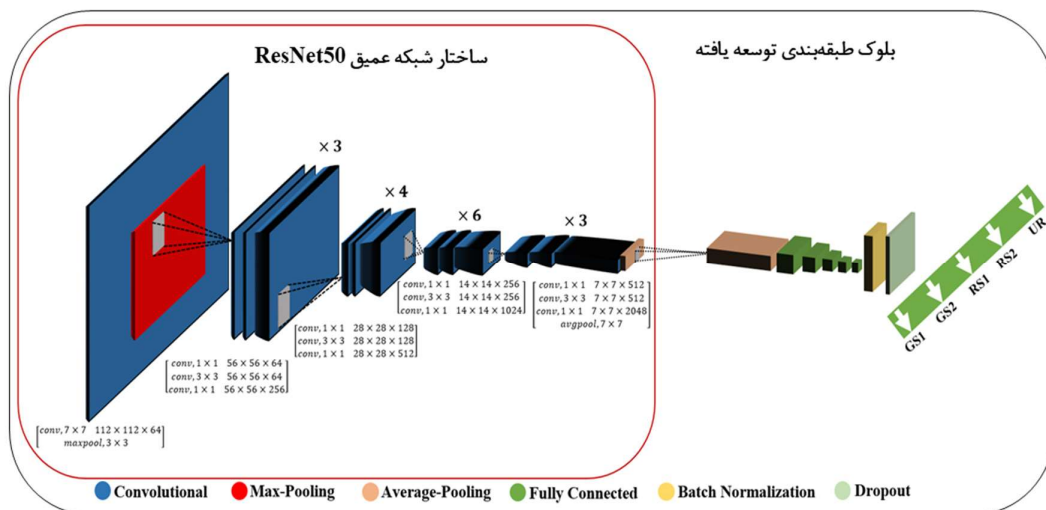 ساختار شبکه عمیق ResNet50
بلوک طبقه‌بندی توسعه یافته
× 3
× 4
× 6
× 3
conv, 7 × 7 112 × 112 × 64
maxpool, 3 × 3
conv, 1 × 1 56 × 56 × 64
conv, 3 × 3 56 × 56 × 64
conv, 1 × 1 56 × 56 × 256
conv, 1 × 1 28 × 28 × 128
conv, 3 × 3 28 × 28 × 128
conv, 1 × 1 28 × 28 × 512
conv, 1 × 1 14 × 14 × 256
conv, 3 × 3 14 × 14 × 256
conv, 1 × 1 14 × 14 × 1024
conv, 1 × 1 7 × 7 × 512
conv, 3 × 3 7 × 7 × 512
conv, 1 × 1 7 × 7 × 2048
avgpool, 7 × 7
GS1
GS2
RS1
RS2
UR
Convolutional
Max-Pooling
Average-Pooling
Fully Connected
Batch Normalization
Dropout